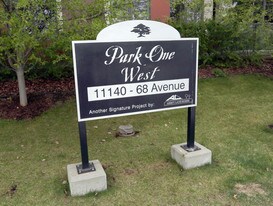 Park One
West
11140 - 68 Avenue
Another Signature Project by: